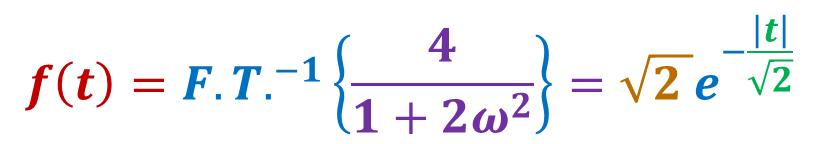 f(t) = F.T.⁻¹{4/(1 + 2ω²)} = √2 e^(−|t|/√2)